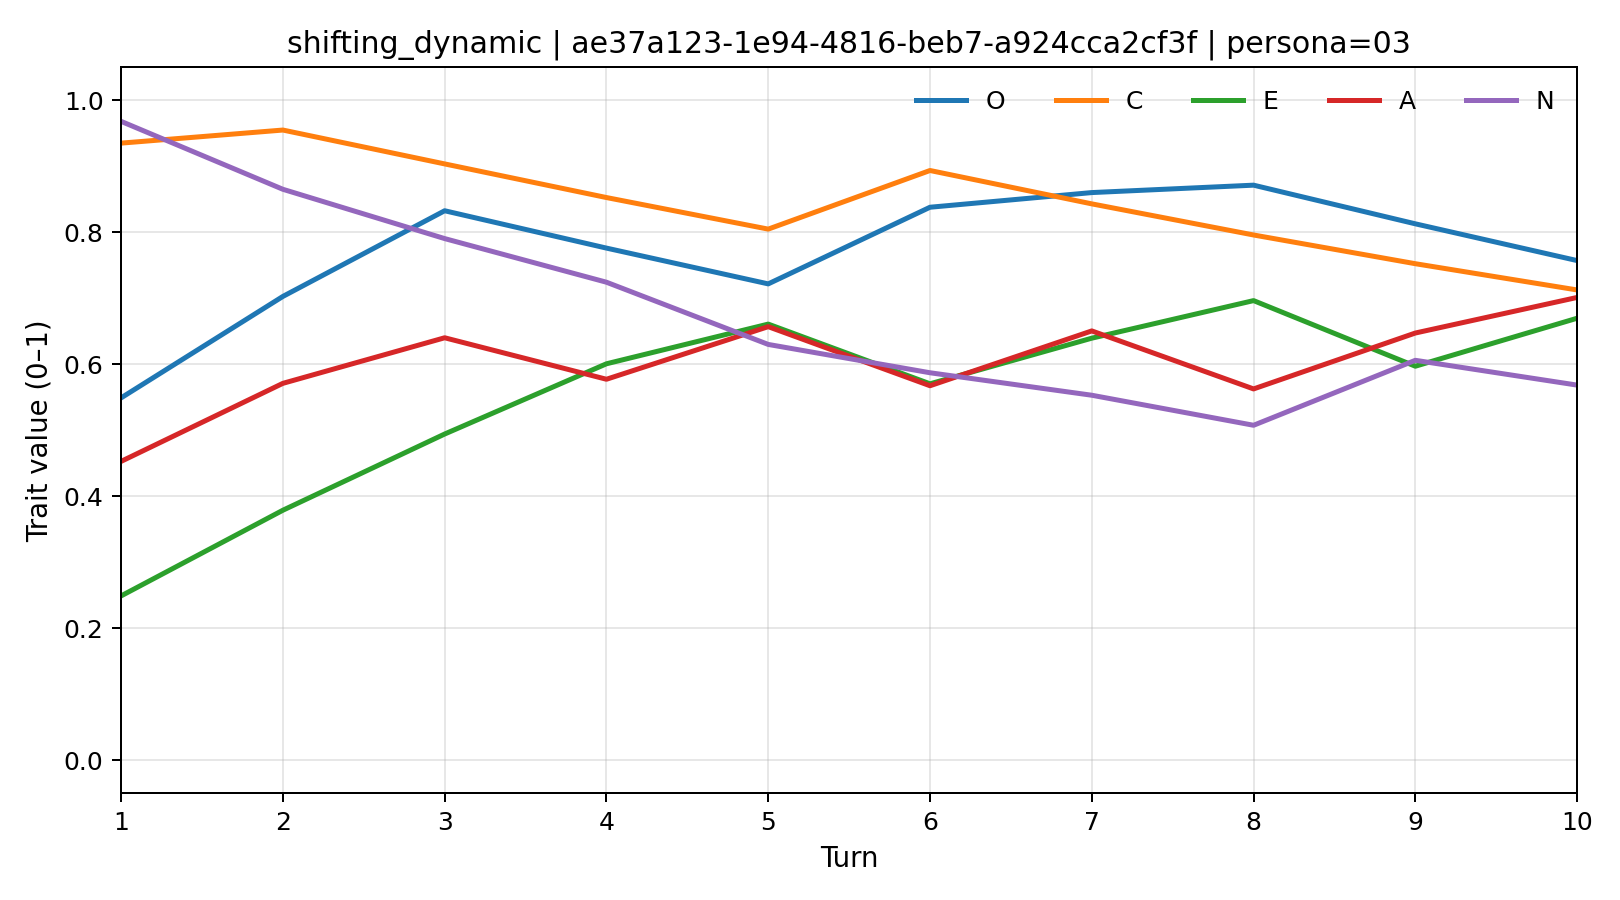 shifting_dynamic | ae37a123-1e94-4816-beb7-a924cca2cf3f | persona=03
O C E A N
Trait value (0–1)
1.0
0.8
0.6
0.4
0.2
0.0
1 2 3 4 5 6 7 8 9 10
Turn